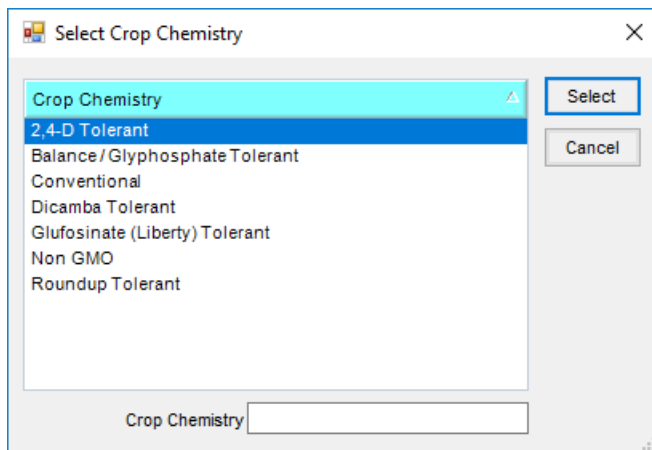 Select Crop Chemistry
Crop Chemistry
Select
2,4-D Tolerant
Cancel
Balance / Glyphosphate Tolerant
Conventional
Dicamba Tolerant
Glufosinate (Liberty) Tolerant
Non GMO
Roundup Tolerant
Crop Chemistry